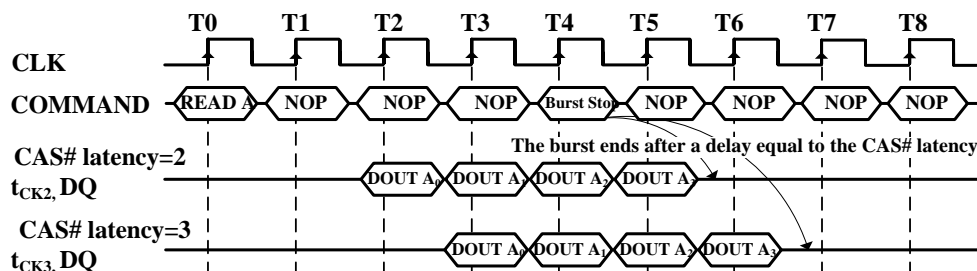 T0 T1 T2 T3 T4 T5 T6 T7 T8
CLK
COMMAND READ A NOP NOP NOP Burst Stop NOP NOP NOP NOP
The burst ends after a delay equal to the CAS# latency
CAS# latency=2
tCK2, DQ DOUT A0 DOUT A1 DOUT A2 DOUT A3
CAS# latency=3
tCK3, DQ DOUT A0 DOUT A1 DOUT A2 DOUT A3